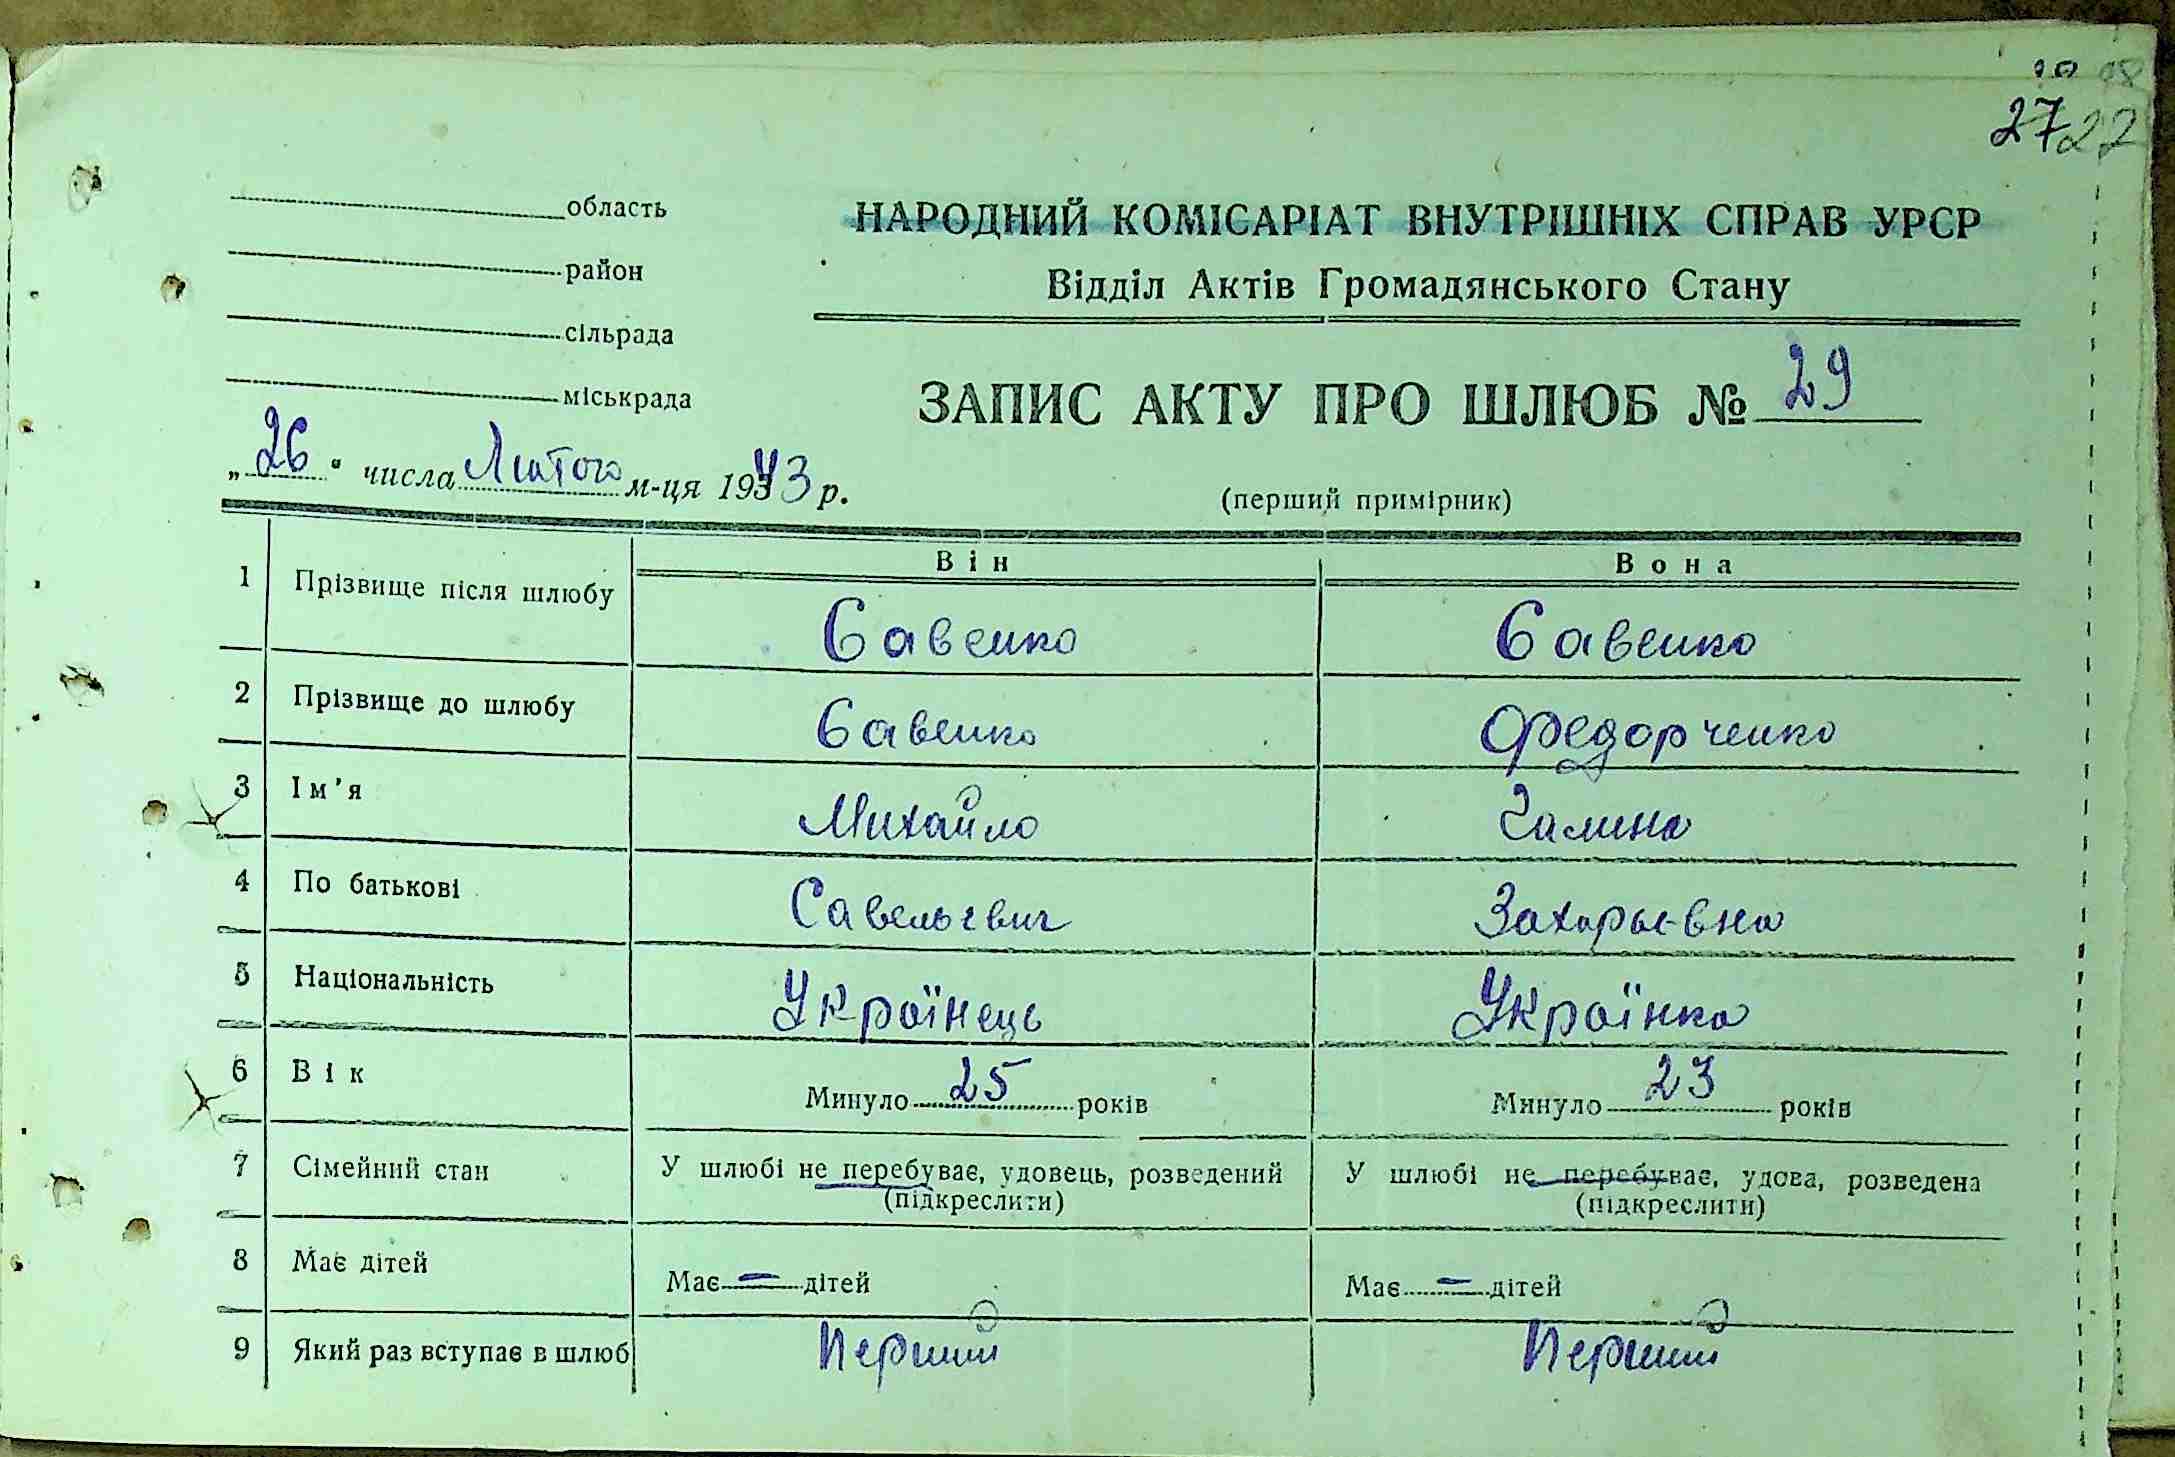 2722
область
НАРОДНИЙ КОМІСАРІАТ ВНУТРІШНІХ СПРАВ УРСР
район
Відділ Актів Громадянського Стану
сільрада
міськрада
ЗАПИС АКТУ ПРО ШЛЮБ № 29
„26“ числа Лютого м-ця 1943 р.
(перший примірник)
Він Вона
1 Прізвище після шлюбу Савенко Савенко
2 Прізвище до шлюбу Савенко Федорченко
3 Ім'я Михайло Галина
4 По батькові Савельевич Захарьевна
5 Національність Українець Українка
6 Вік Минуло 25 років Минуло 23 років
7 Сімейний стан У шлюбі не перебуває, удовець, розведений У шлюбі не перебуває, удова, розведена
(підкреслити) (підкреслити)
8 Має дітей Має — дітей Має — дітей
9 Який раз вступає в шлюб Перший Перший